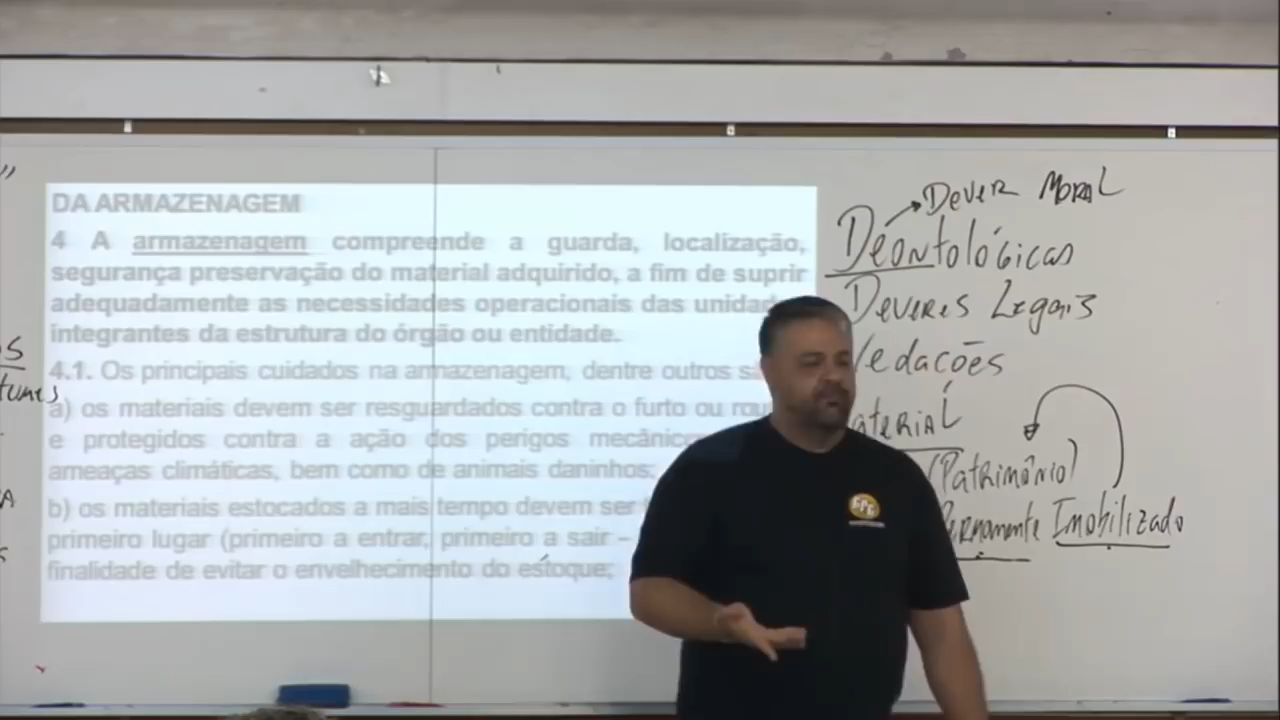 DA ARMAZENAGEM
4 A armazenagem compreende a guarda, localização,
segurança preservação do material adquirido, a fim de suprir
adequadamente as necessidades operacionais das
integrantes da estrutura do órgão ou entidade.
4.1. Os principais cuidados na armazenagem, dentre outros
a) os materiais devem ser resguardados contra o furto ou
e protegidos contra a ação dos perigos
ameaças climáticas, bem como de animais daninhos;
b) os materiais estocados a mais tempo devem ser
primeiro lugar (primeiro a entrar, primeiro a sair –
finalidade de evitar o envelhecimento do estoque;
Dever Moral
Deontológicas
Deveres Legais
Vedações
(Patrimônio)
Imobilizado